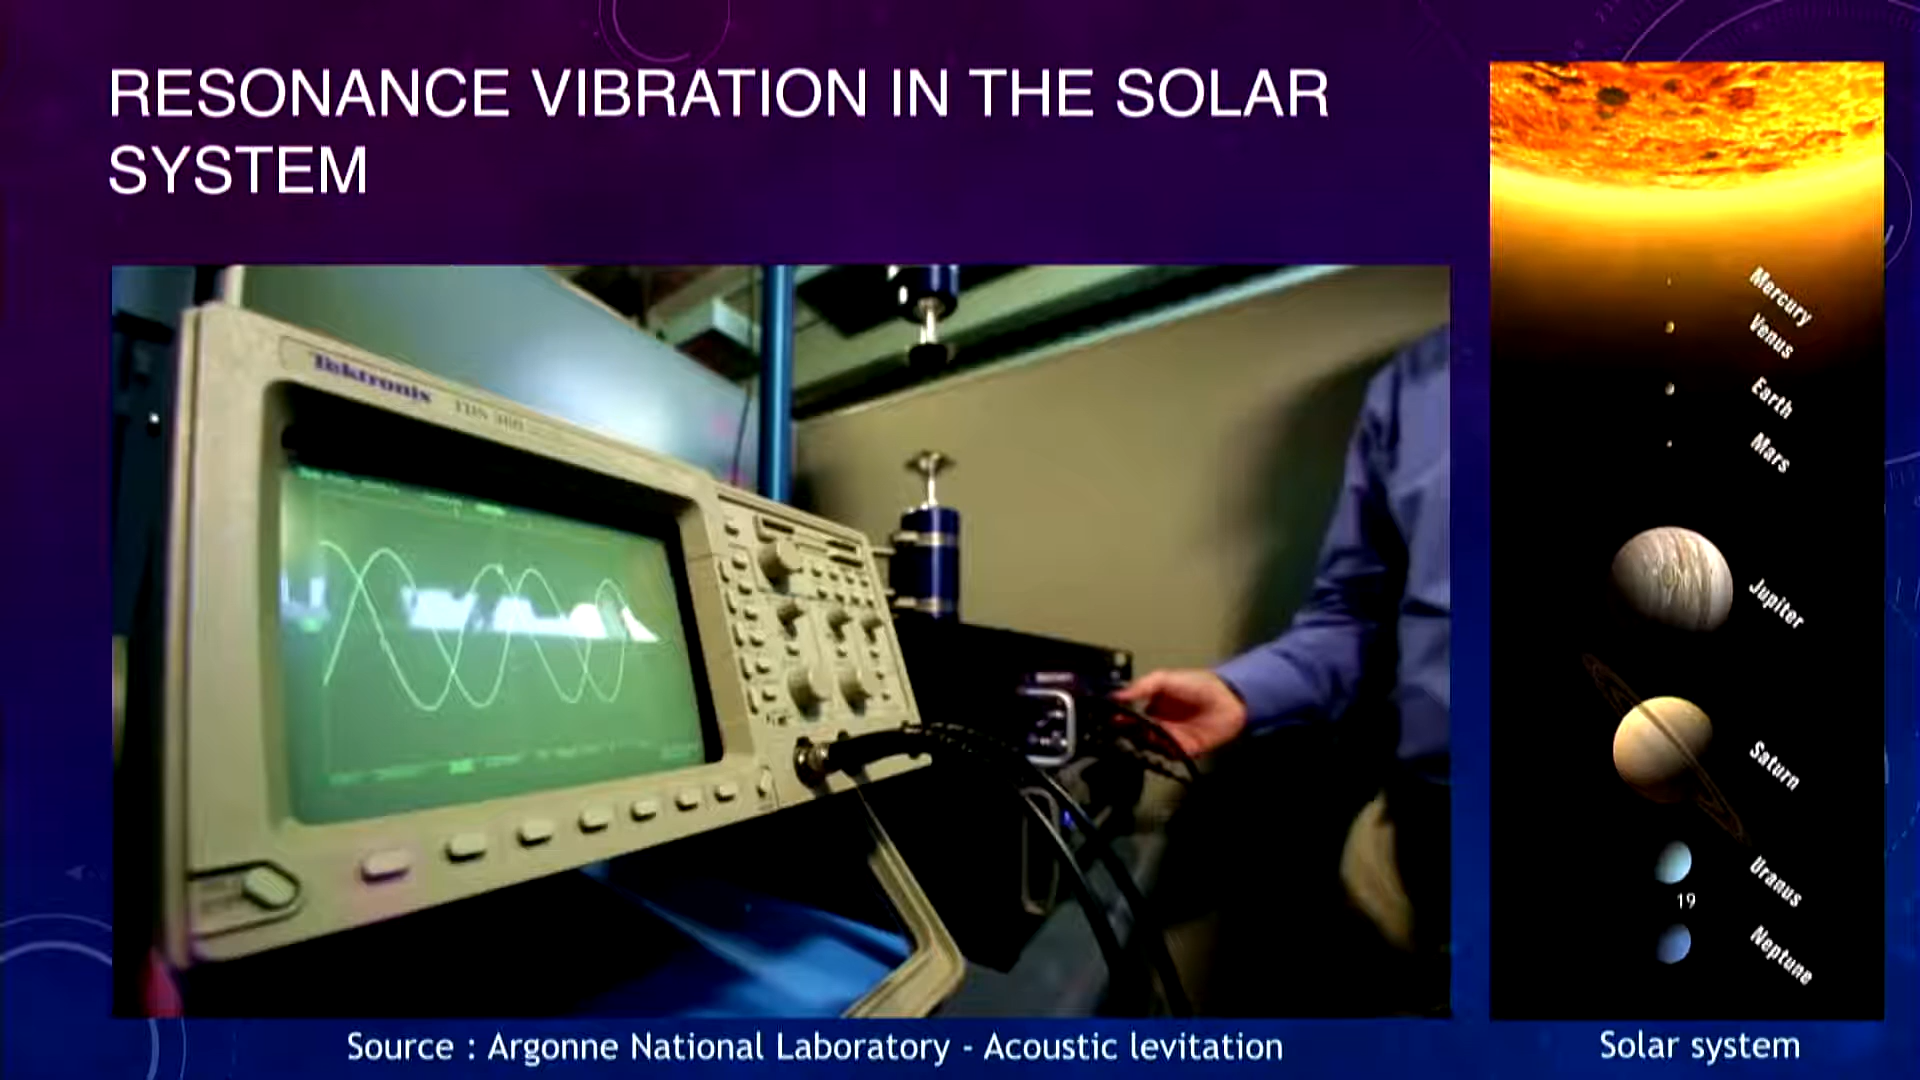 RESONANCE VIBRATION IN THE SOLAR
SYSTEM
Tektronix
Mercury
Venus
Earth
Mars
Jupiter
Saturn
Uranus
19
Neptune
Source : Argonne National Laboratory - Acoustic levitation
Solar system